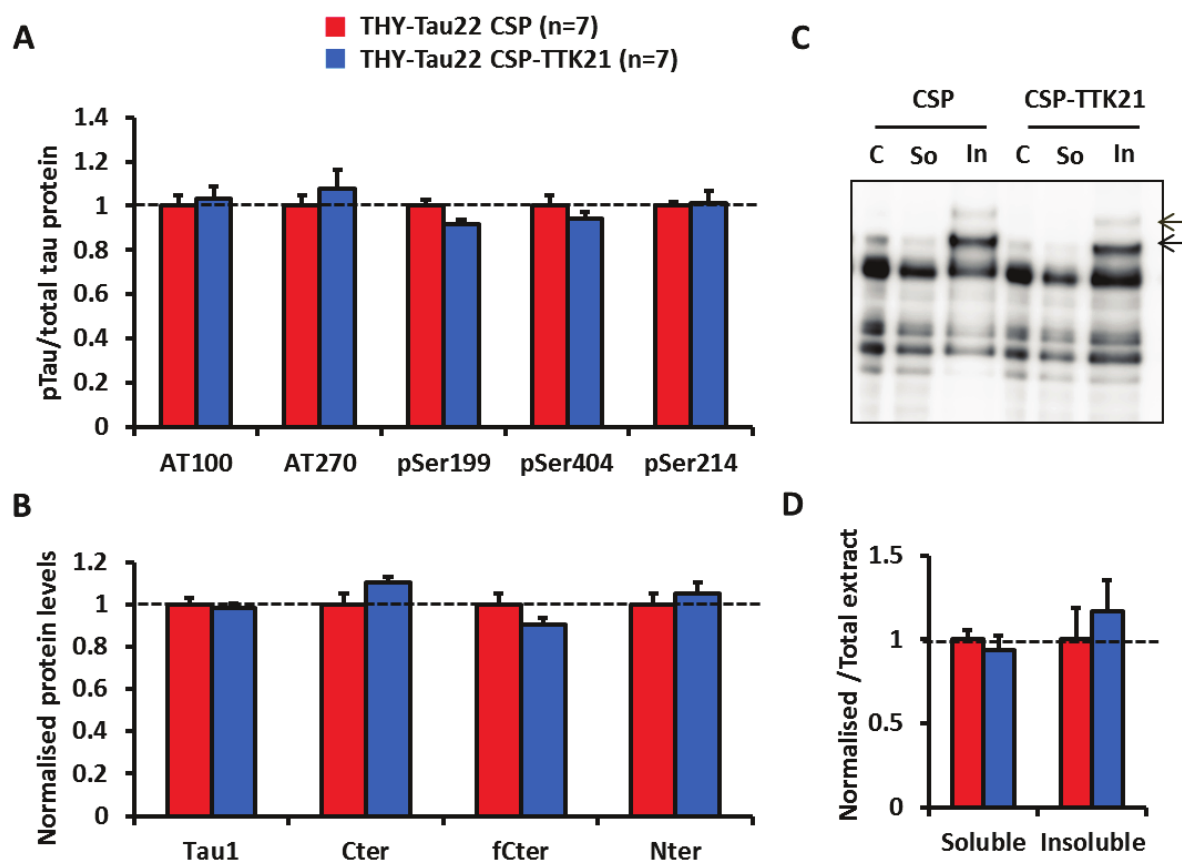 A
THY-Tau22 CSP (n=7)
THY-Tau22 CSP-TTK21 (n=7)
pTau/total tau protein
1.4
1.2
1
0.8
0.6
0.4
0.2
0
AT100 AT270 pSer199 pSer404 pSer214
B
Normalised protein levels
1.2
1
0.8
0.6
0.4
0.2
0
Tau1 Cter fCter Nter
C
CSP CSP-TTK21
C So In C So In
D
Normalised /Total extract
1.5
1
0.5
0
Soluble Insoluble